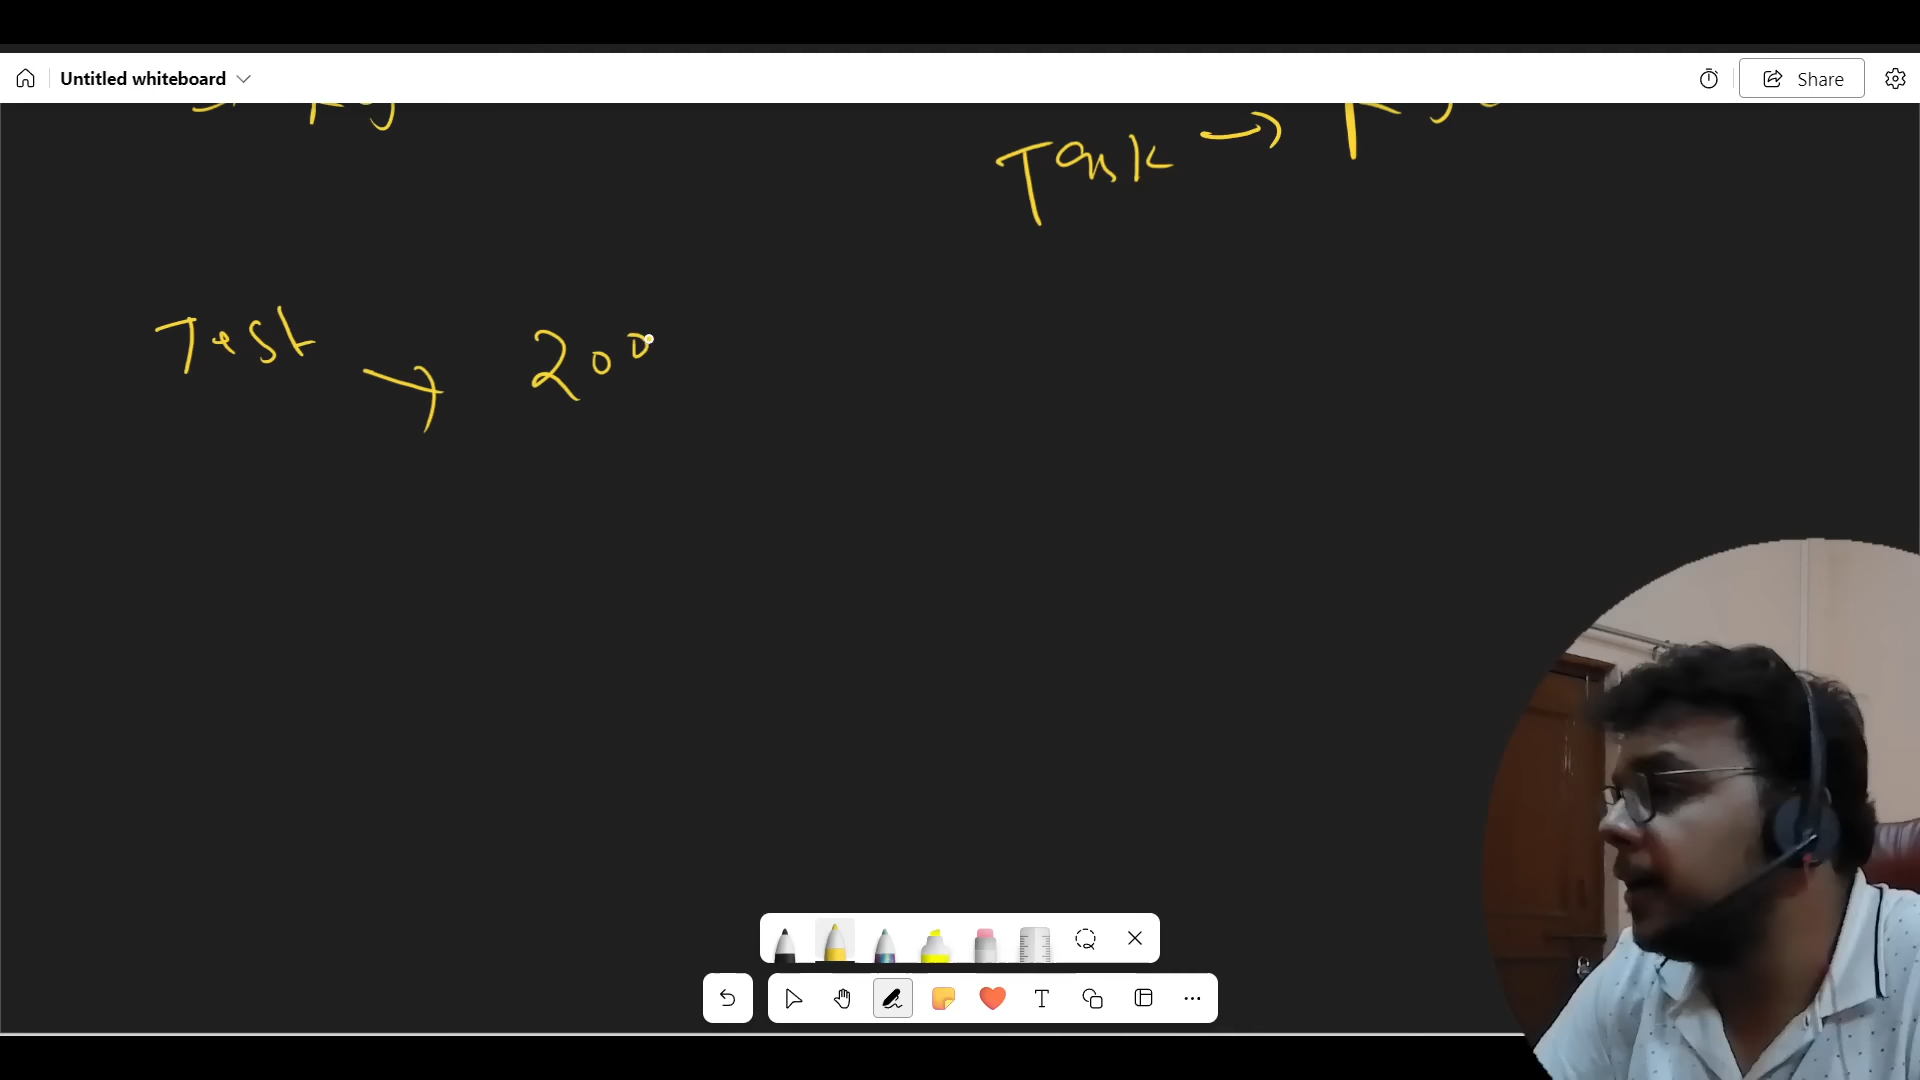 Untitled whiteboard
Share
Task →
Test → 200